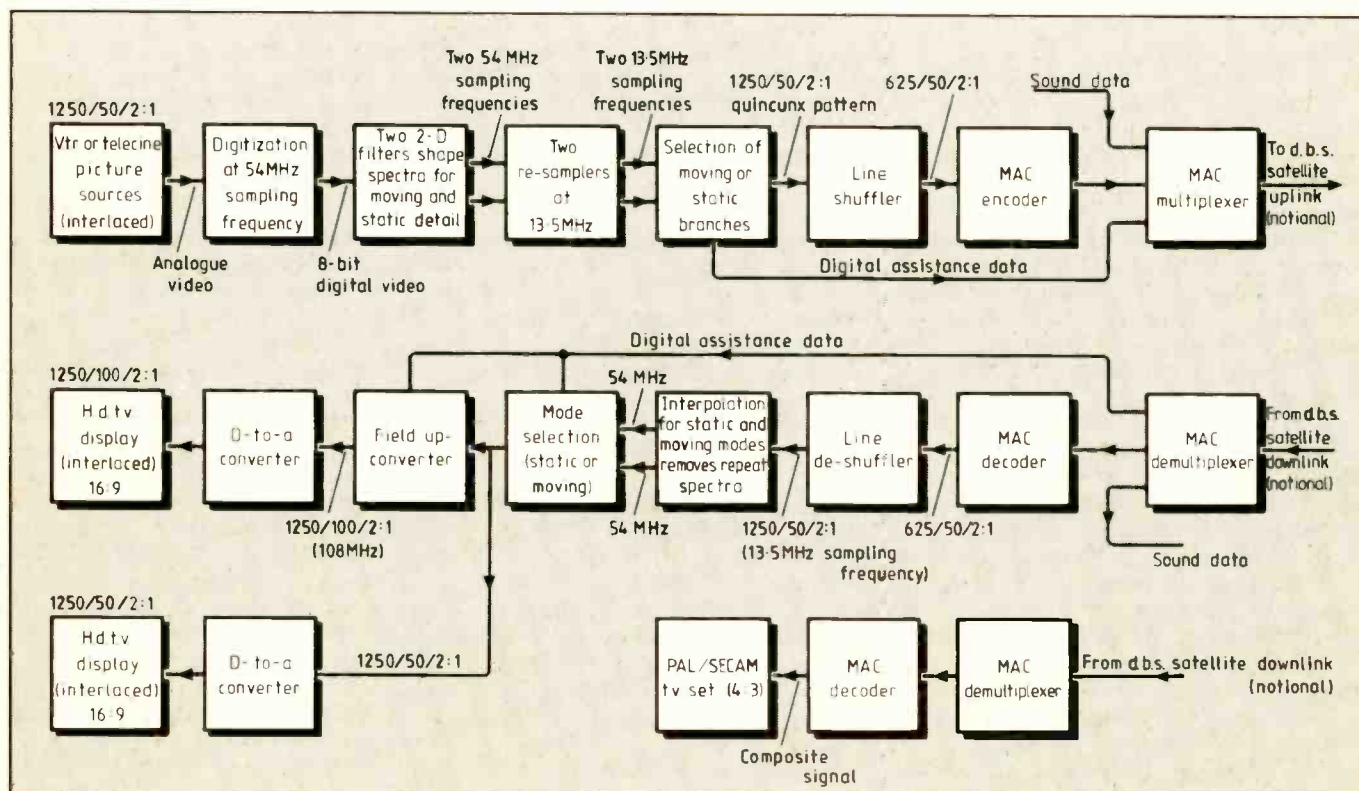 Two 54 MHz
sampling
frequencies
Two 13·5MHz
sampling
frequencies
1250/50/2:1
quincunx pattern
625/50/2:1
Sound data
1250/50/2:1
Vtr or telecine
picture
sources
(interlaced)
Digitization
at 54MHz
sampling
frequency
Two 2-D
filters shape
spectra for
moving and
static detail
Two
re-samplers
at
13·5MHz
Selection of
moving or
static
branches
Line
shuffler
MAC
encoder
MAC
multiplexer
To d.b.s.
satellite
uplink
(notional)
Analogue
video
8-bit
digital video
Digital assistance data
Digital assistance data
1250/100/2:1
H.d.t.v.
display
(interlaced)
16:9
D-to-a
converter
Field up-
converter
Mode
selection
(static or
moving)
54 MHz
Interpolation
for static and
moving modes
removes repeat
spectra
Line
de-shuffler
MAC
decoder
MAC
demultiplexer
From d.b.s.
satellite
downlink
(notional)
1250/100/2:1
(108MHz)
54 MHz
1250/50/2:1
(13·5MHz sampling
frequency)
625/50/2:1
Sound data
1250/50/2:1
H.d.t.v.
display
(interlaced)
16:9
D-to-a
converter
1250/50/2:1
PAL/SECAM
tv set (4:3)
MAC
decoder
MAC
demultiplexer
From d.b.s. satellite downlink
(notional)
Composite
signal